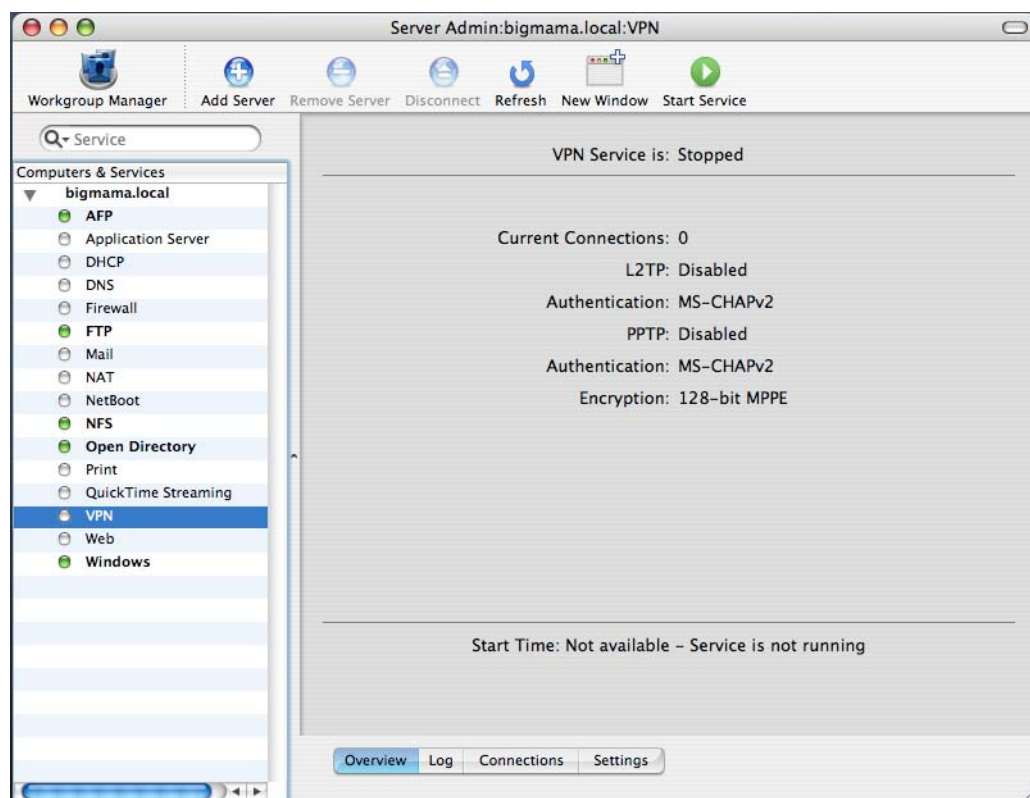 Server Admin:bigmama.local:VPN
Workgroup Manager
Add Server
Remove Server
Disconnect
Refresh
New Window
Start Service
Service
Computers & Services
bigmama.local
AFP
Application Server
DHCP
DNS
Firewall
FTP
Mail
NAT
NetBoot
NFS
Open Directory
Print
QuickTime Streaming
VPN
Web
Windows
VPN Service is: Stopped
Current Connections: 0
L2TP: Disabled
Authentication: MS-CHAPv2
PPTP: Disabled
Authentication: MS-CHAPv2
Encryption: 128-bit MPPE
Start Time: Not available - Service is not running
Overview
Log
Connections
Settings